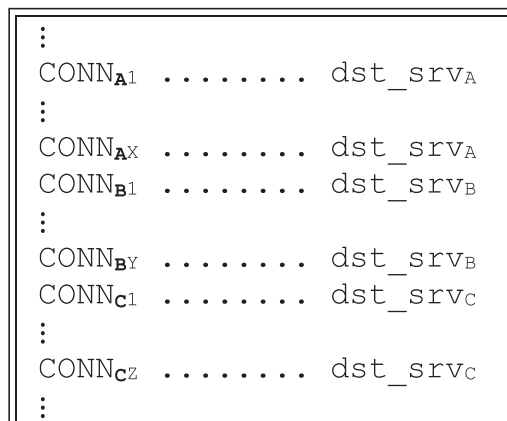 ⋮
CONNA1 ........ dst_srvA
⋮
CONNAX ........ dst_srvA
CONNB1 ........ dst_srvB
⋮
CONNBY ........ dst_srvB
CONNC1 ........ dst_srvC
⋮
CONNCZ ........ dst_srvC
⋮